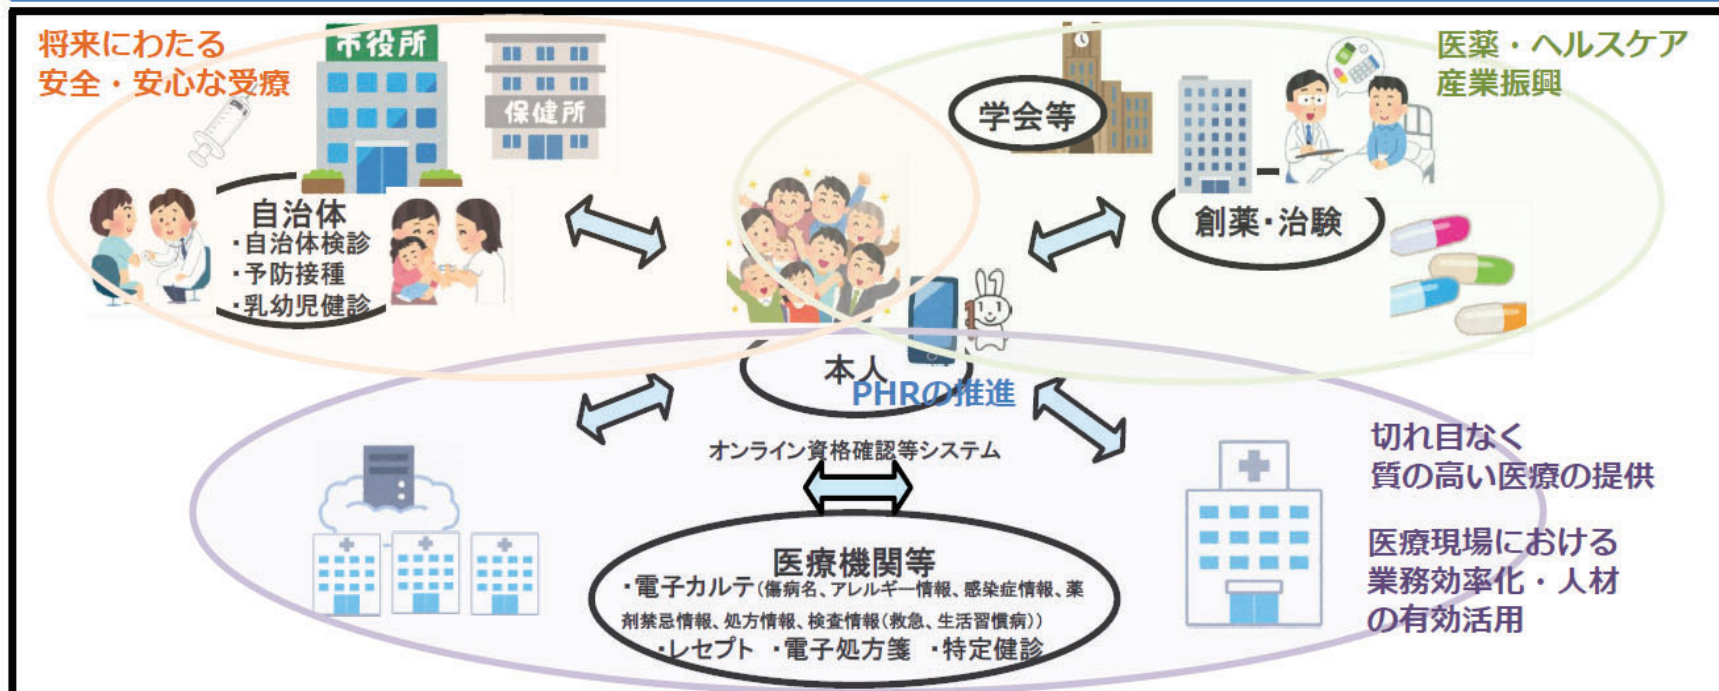 将来にわたる
安全・安心な受療
市役所
保健所
自治体
・自治体検診
・予防接種
・乳幼児健診
学会等
医薬・ヘルスケア
産業振興
創薬・治験
本人
PHRの推進
オンライン資格確認等システム
切れ目なく
質の高い医療の提供
医療現場における
業務効率化・人材
の有効活用
医療機関等
・電子カルテ(傷病名、アレルギー情報、感染症情報、薬
剤禁忌情報、処方情報、検査情報(救急、生活習慣病))
・レセプト ・電子処方箋 ・特定健診